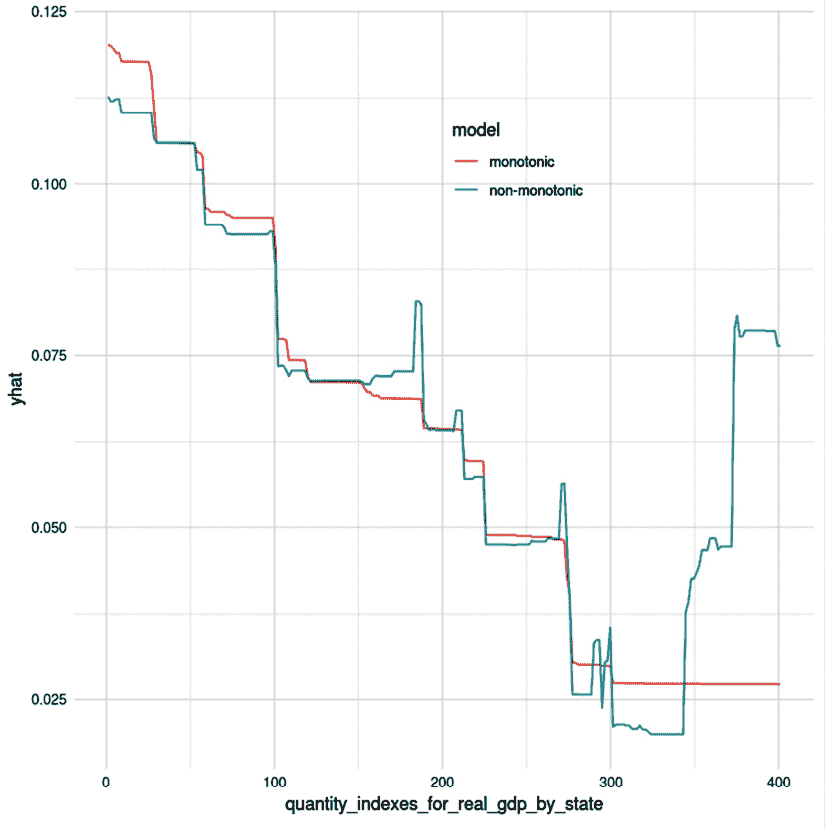 0.125
0.100
0.075
0.050
0.025
yhat
model
monotonic
non-monotonic
0 100 200 300 400
quantity_indexes_for_real_gdp_by_state